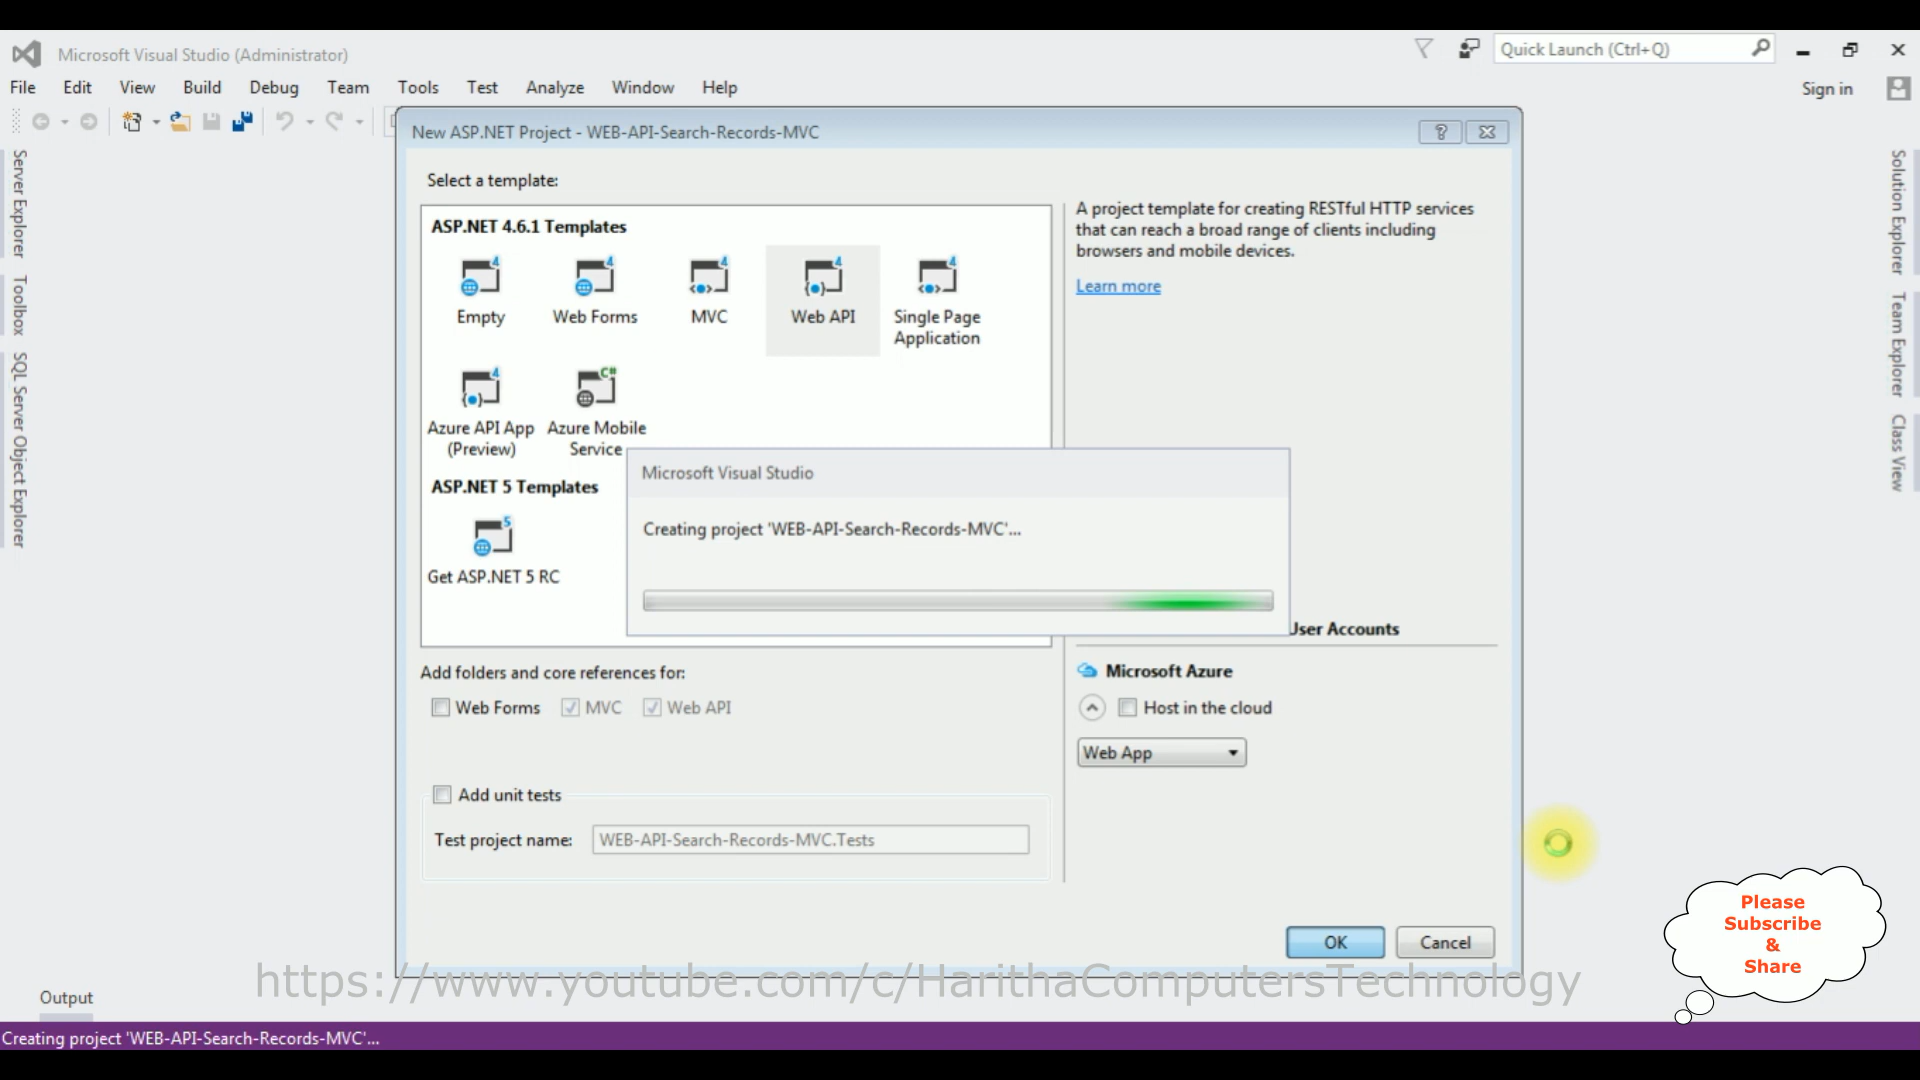 Microsoft Visual Studio (Administrator)
Quick Launch (Ctrl+Q)
File Edit View Build Debug Team Tools Test Analyze Window Help
Sign in
Server Explorer
Toolbox
SQL Server Object Explorer
New ASP.NET Project - WEB-API-Search-Records-MVC
Select a template:
ASP.NET 4.6.1 Templates
Empty
Web Forms
MVC
Web API
Single Page
Application
Azure API App
(Preview)
Azure Mobile
Service
ASP.NET 5 Templates
Get ASP.NET 5 RC
A project template for creating RESTful HTTP services
that can reach a broad range of clients including
browsers and mobile devices.
Learn more
Microsoft Visual Studio
Creating project 'WEB-API-Search-Records-MVC'...
User Accounts
Add folders and core references for:
Web Forms MVC Web API
Microsoft Azure
Host in the cloud
Web App
Add unit tests
Test project name: WEB-API-Search-Records-MVC.Tests
OK Cancel
Solution Explorer
Team Explorer
Class View
Please
Subscribe
&
Share
https://www.youtube.com/c/HarithaComputersTechnology
Output
Creating project 'WEB-API-Search-Records-MVC'...